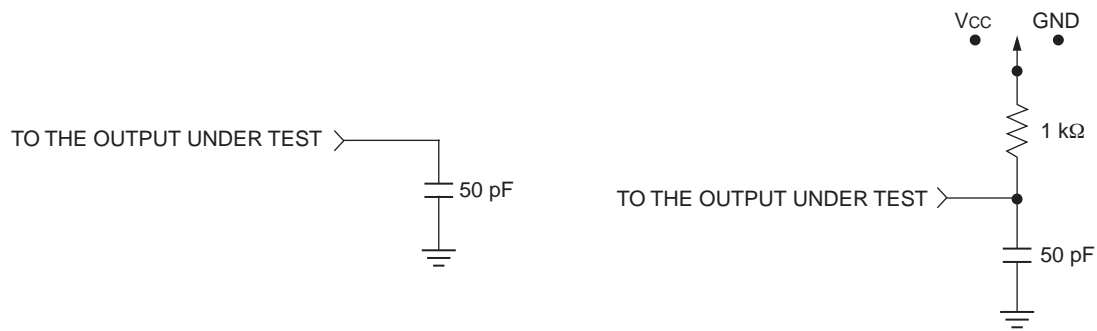 TO THE OUTPUT UNDER TEST
50 pF
Vcc GND
1 kΩ
TO THE OUTPUT UNDER TEST
50 pF